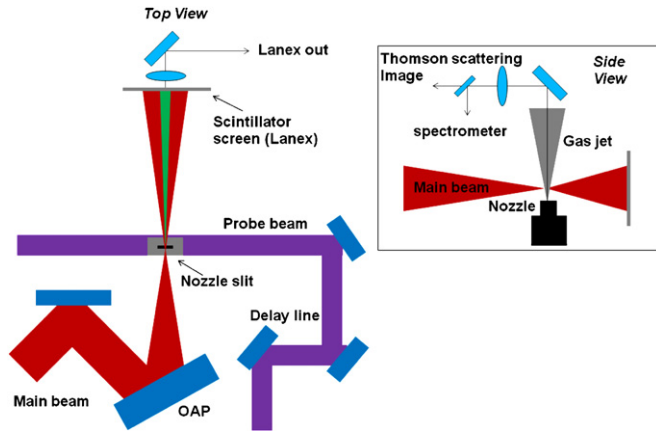 Top View
Lanex out
Scintillator
screen (Lanex)
Probe beam
Nozzle slit
Delay line
Main beam
OAP
Side
View
Thomson scattering
Image
spectrometer
Gas jet
Main beam
Nozzle